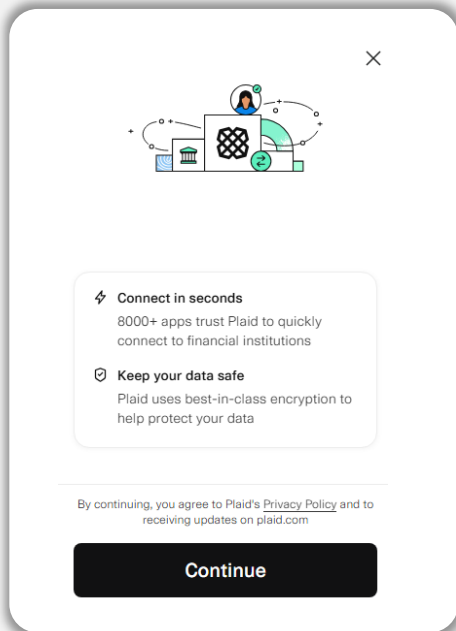 Connect in seconds
8000+ apps trust Plaid to quickly
connect to financial institutions
Keep your data safe
Plaid uses best-in-class encryption to
help protect your data
By continuing, you agree to Plaid's Privacy Policy and to
receiving updates on plaid.com
Continue